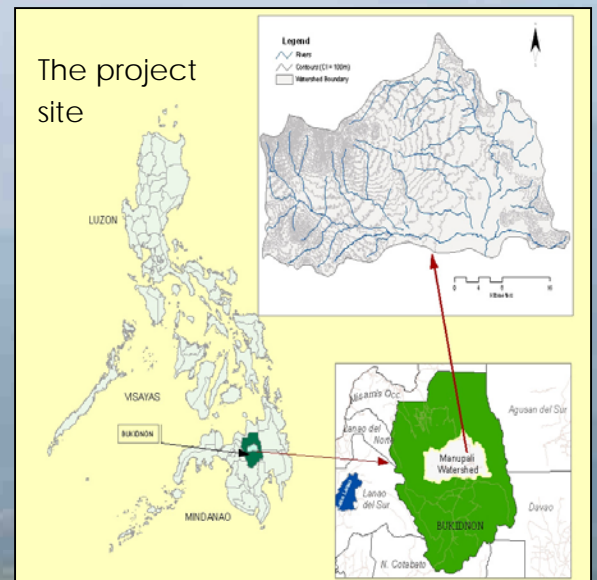 The project
site
Legend
Rivers
Contours (CI = 100m)
Watershed Boundary
LUZON
VISAYAS
BUKIDNON
MINDANAO
Misamis Occ.
Agusan del Sur
Lanao del
Norte
Manupali
Watershed
Lanao
del Sur
Davao
BUKIDNON
N. Cotabato